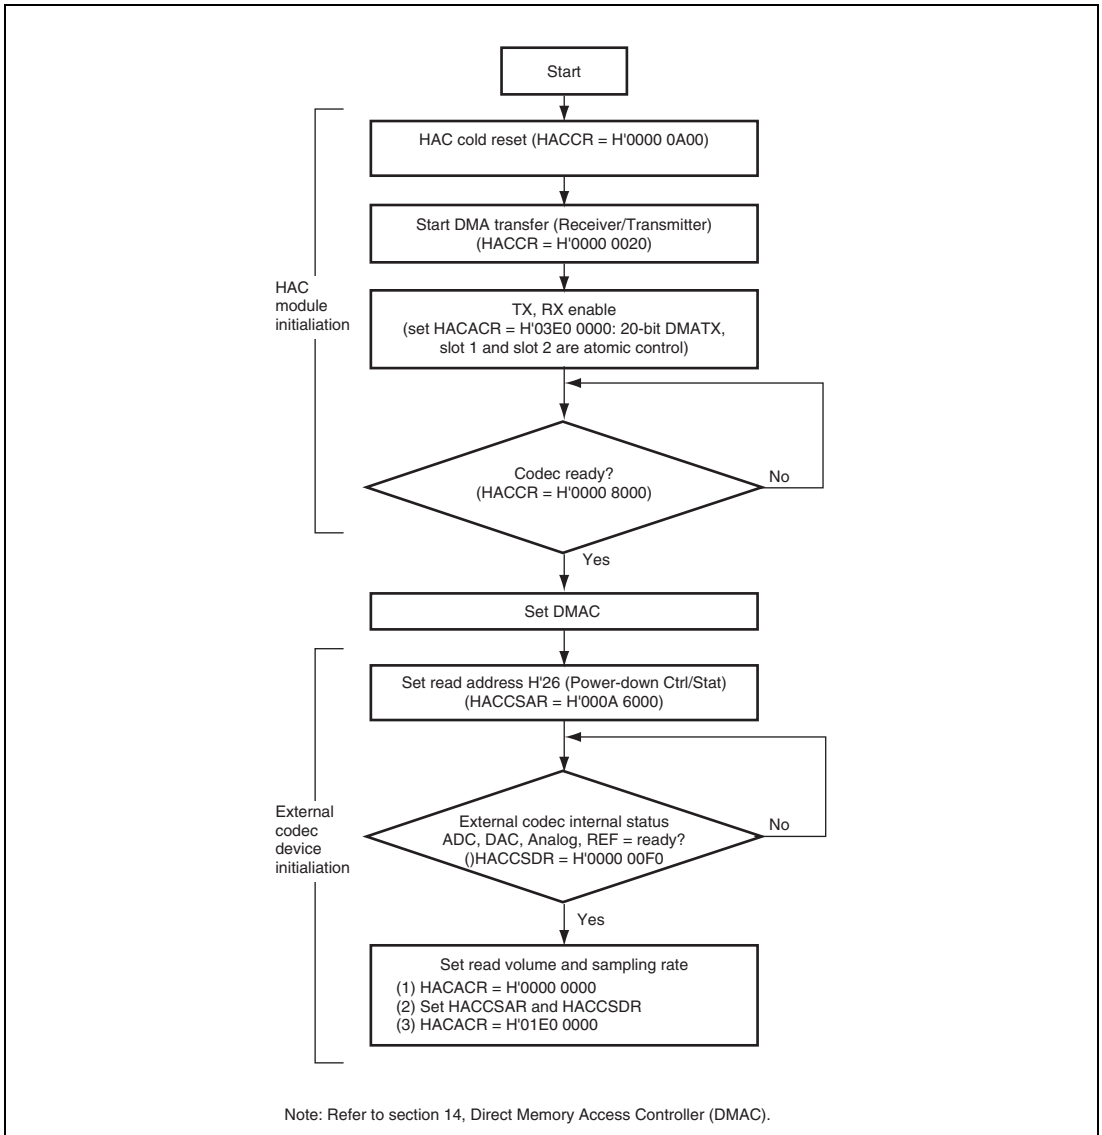 Start
HAC cold reset (HACCR = H'0000 0A00)
Start DMA transfer (Receiver/Transmitter)
(HACCR = H'0000 0020)
HAC
module
initialiation
TX, RX enable
(set HACACR = H'03E0 0000: 20-bit DMATX,
slot 1 and slot 2 are atomic control)
Codec ready?
(HACCR = H'0000 8000)
No
Yes
Set DMAC
Set read address H'26 (Power-down Ctrl/Stat)
(HACCSAR = H'000A 6000)
External
codec
device
initialiation
External codec internal status
ADC, DAC, Analog, REF = ready?
()HACCSDR = H'0000 00F0
No
Yes
Set read volume and sampling rate
(1) HACACR = H'0000 0000
(2) Set HACCSAR and HACCSDR
(3) HACACR = H'01E0 0000
Note: Refer to section 14, Direct Memory Access Controller (DMAC).